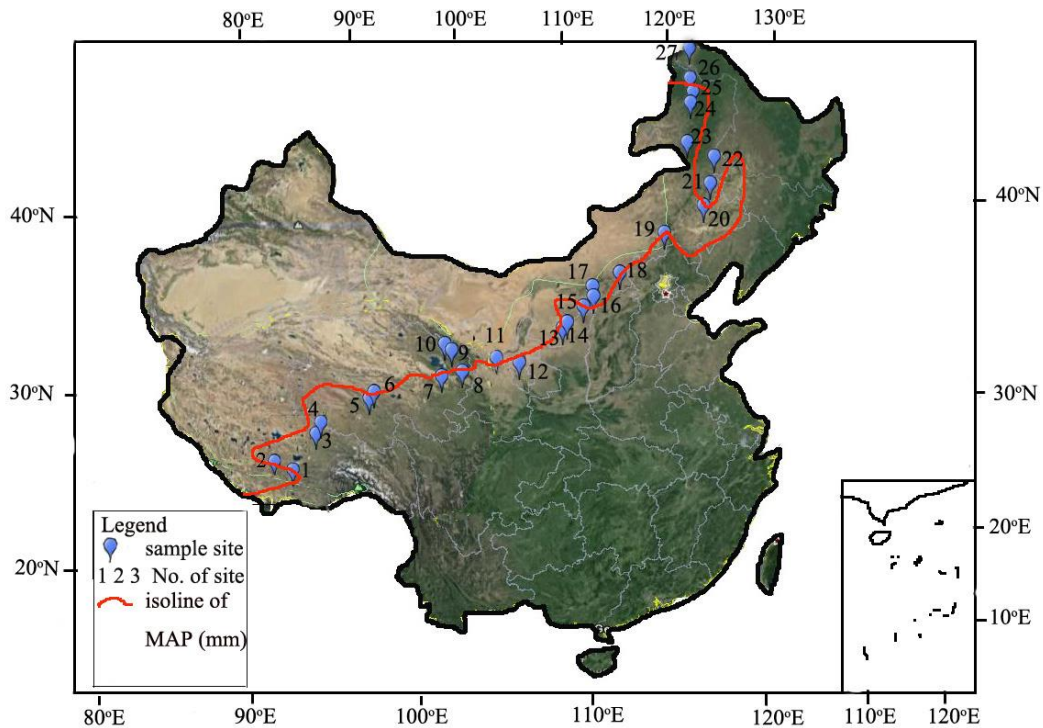 80°E 90°E 100°E 110°E 120°E 130°E
27
26
25
24
23
22
21
20
40°N
40°N
19
18
17
16
15
14
13
12
11
10
9
8
7
6
5
4
3
2
1
30°N
30°N
Legend
sample site
1 2 3 No. of site
isoline of
MAP (mm)
20°N
20°E
10°E
80°E 90°E 100°E 110°E 120°E 110°E 120°E